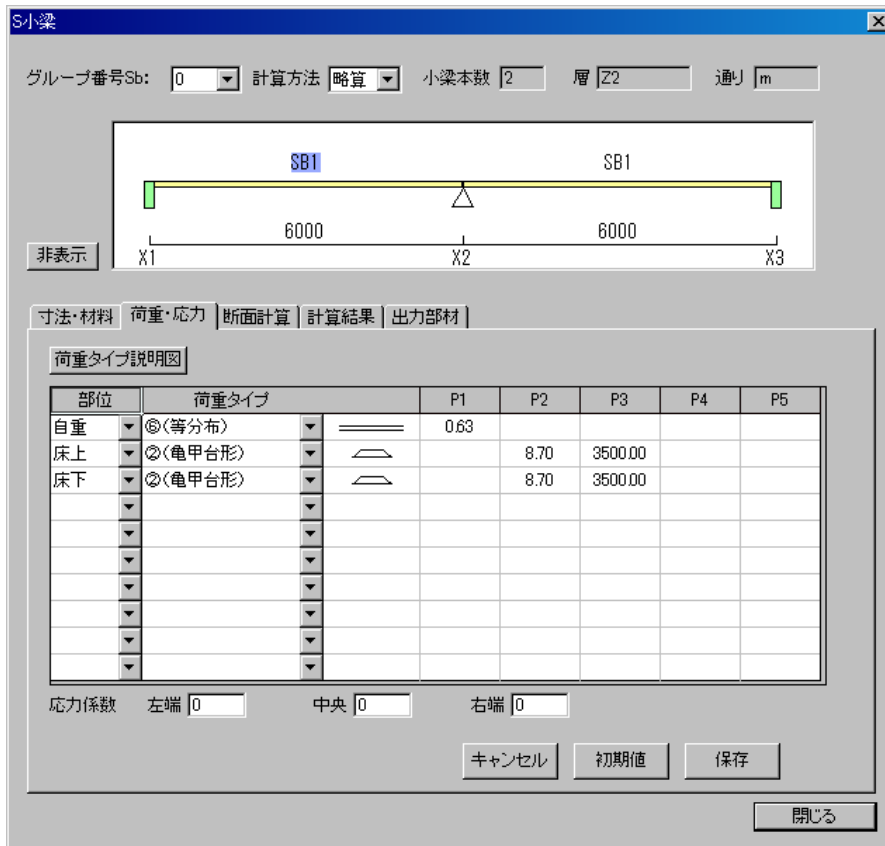 S小梁
グループ番号Sb: 0 計算方法 略算 小梁本数 2 層 Z2 通り m
SB1 SB1
6000 6000
非表示 X1 X2 X3
寸法・材料 荷重・応力 断面計算 計算結果 出力部材
荷重タイプ説明図
部位 荷重タイプ P1 P2 P3 P4 P5
自重 ⑥(等分布) 0.63
床上 ②(亀甲台形) 8.70 3500.00
床下 ②(亀甲台形) 8.70 3500.00
応力係数 左端 0 中央 0 右端 0
キャンセル 初期値 保存
閉じる